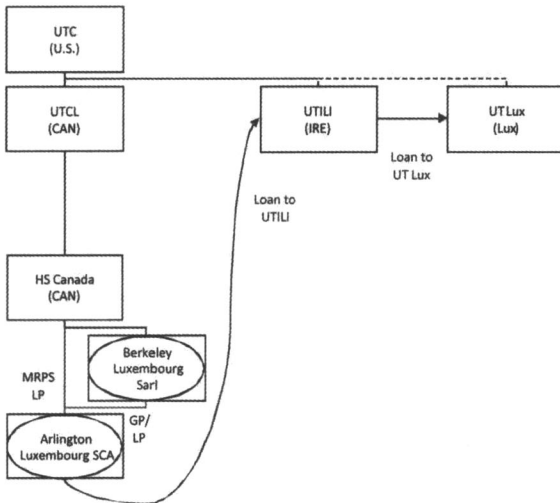 UTC
(U.S.)
UTCL
(CAN)
UTILI
(IRE)
UT Lux
(Lux)
Loan to
UT Lux
Loan to
UTILI
HS Canada
(CAN)
Berkeley
Luxembourg
Sarl
MRPS
LP
GP/
LP
Arlington
Luxembourg SCA